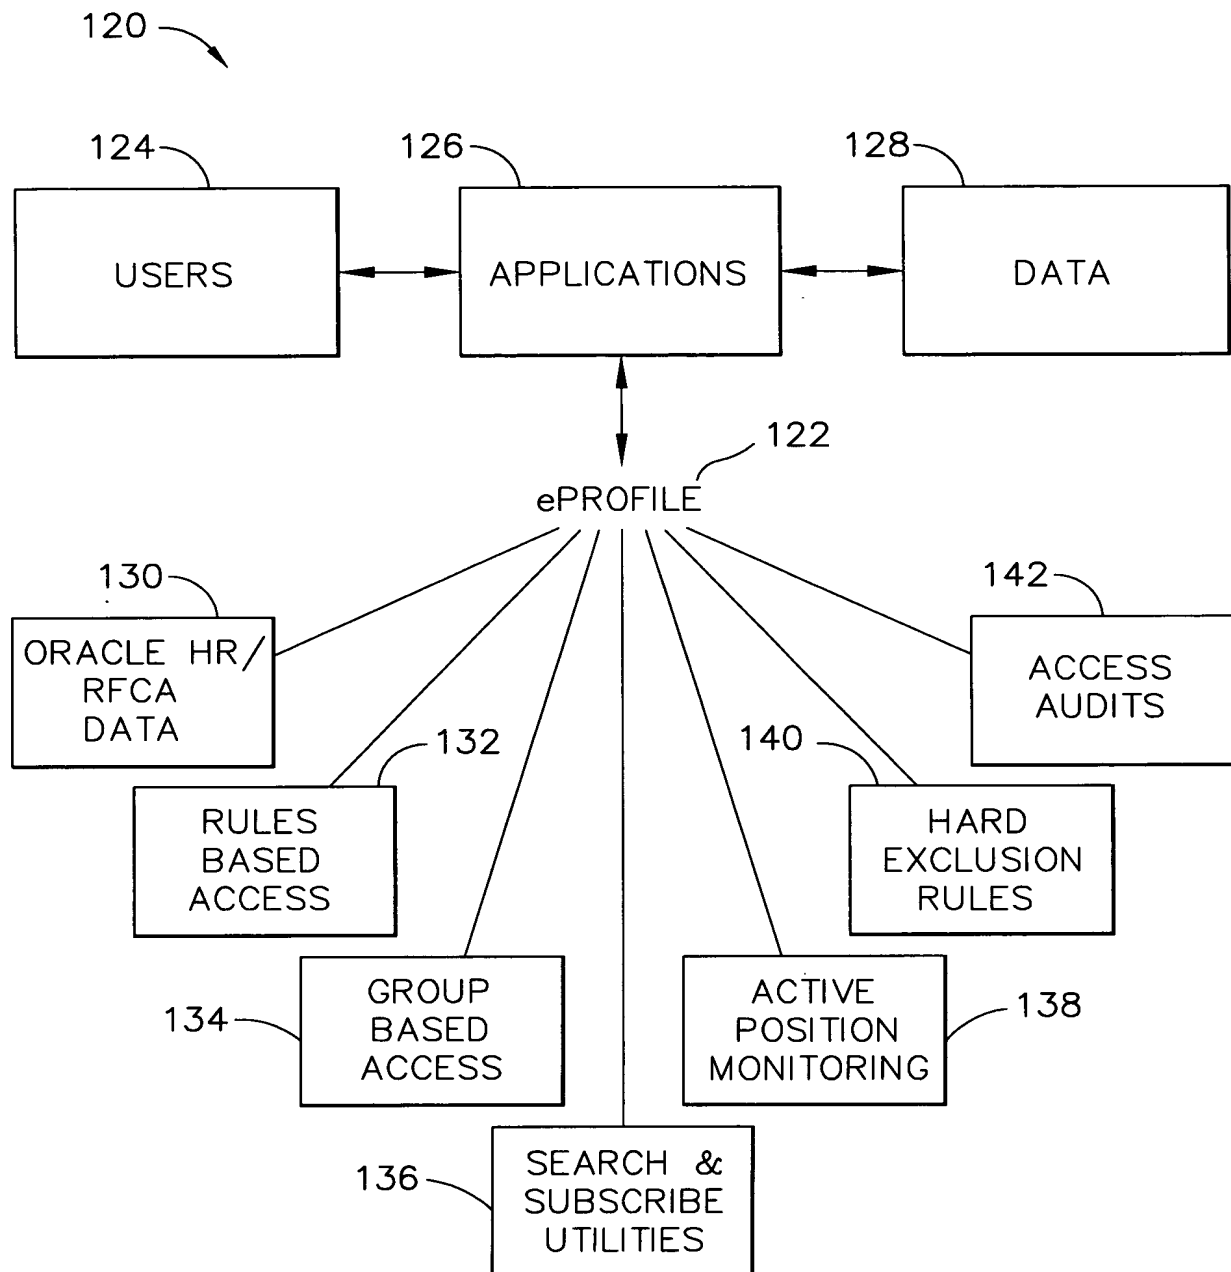 120
124
126
128
USERS
APPLICATIONS
DATA
122
ePROFILE
130
142
ORACLE HR/
RFCA
DATA
ACCESS
AUDITS
132
140
RULES
BASED
ACCESS
HARD
EXCLUSION
RULES
134
GROUP
BASED
ACCESS
ACTIVE
POSITION
MONITORING
138
136
SEARCH &
SUBSCRIBE
UTILITIES